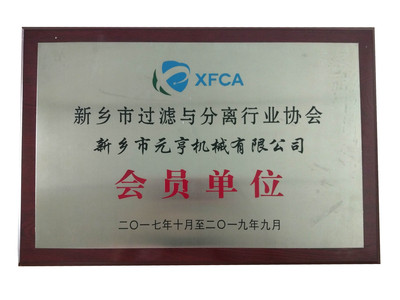 XFCA
新乡市过滤与分离行业协会
新乡市元亨机械有限公司
会员单位
二〇一七年十月至二〇一九年九月